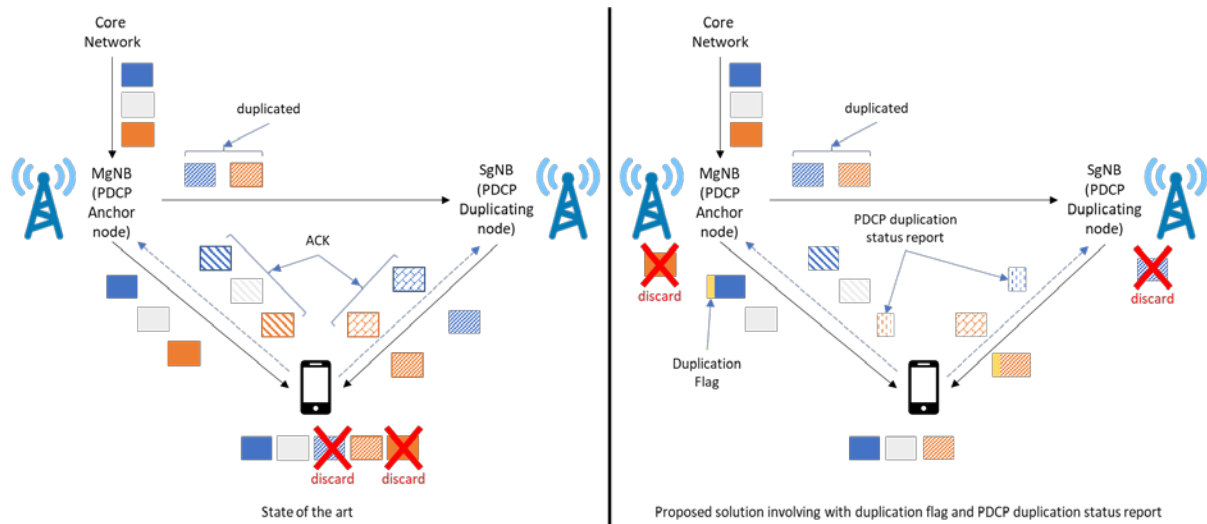 Core
Network
duplicated
MgNB
(PDCP
Anchor
node)
SgNB
(PDCP
Duplicating
node)
ACK
discard
discard
State of the art
Core
Network
duplicated
MgNB
(PDCP
Anchor
node)
SgNB
(PDCP
Duplicating
node)
PDCP duplication
status report
discard
discard
Duplication
Flag
Proposed solution involving with duplication flag and PDCP duplication status report